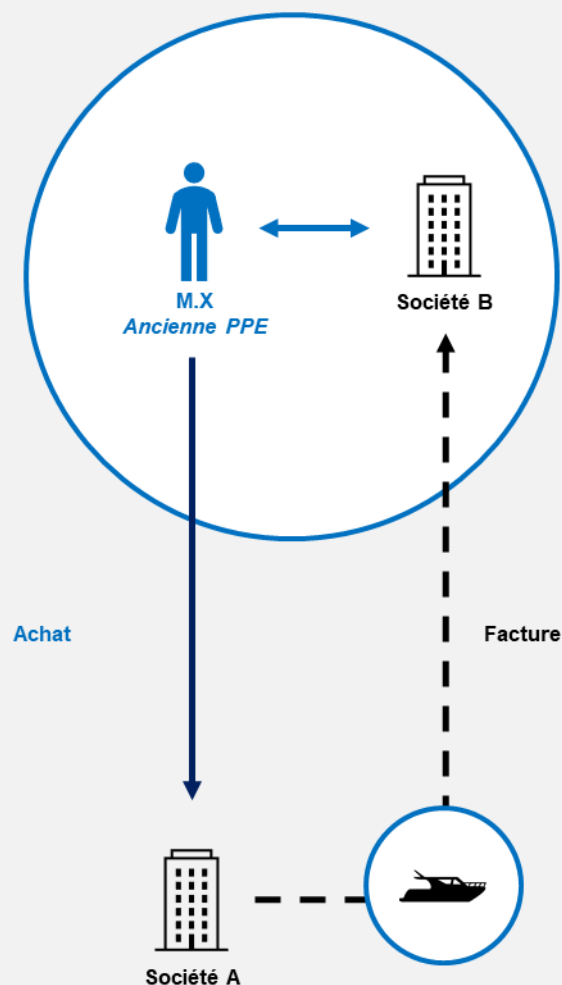 M.X
Ancienne PPE
Société B
Achat
Facture
Société A